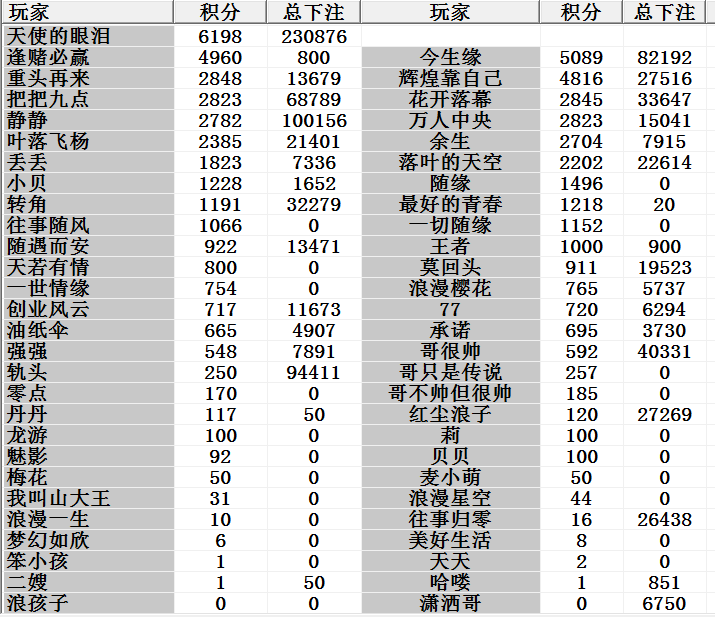 玩家 积分 总下注 玩家 积分 总下注
天使的眼泪 6198 230876
逢赌必赢 4960 800 今生缘 5089 82192
重头再来 2848 13679 辉煌靠自己 4816 27516
把把九点 2823 68789 花开落幕 2845 33647
静静 2782 100156 万人中央 2823 15041
叶落飞杨 2385 21401 余生 2704 7915
丢丢 1823 7336 落叶的天空 2202 22614
小贝 1228 1652 随缘 1496 0
转角 1191 32279 最好的青春 1218 20
往事随风 1066 0 一切随缘 1152 0
随遇而安 922 13471 王者 1000 900
天若有情 800 0 莫回头 911 19523
一世情缘 754 0 浪漫樱花 765 5737
创业风云 717 11673 77 720 6294
油纸伞 665 4907 承诺 695 3730
强强 548 7891 哥很帅 592 40331
轨头 250 94411 哥只是传说 257 0
零点 170 0 哥不帅但很帅 185 0
丹丹 117 50 红尘浪子 120 27269
龙游 100 0 莉 100 0
魅影 92 0 贝贝 100 0
梅花 50 0 麦小萌 50 0
我叫山大王 31 0 浪漫星空 44 0
浪漫一生 10 0 往事归零 16 26438
梦幻如欣 6 0 美好生活 8 0
笨小孩 1 0 天天 2 0
二嫂 1 50 哈喽 1 851
浪孩子 0 0 潇洒哥 0 6750